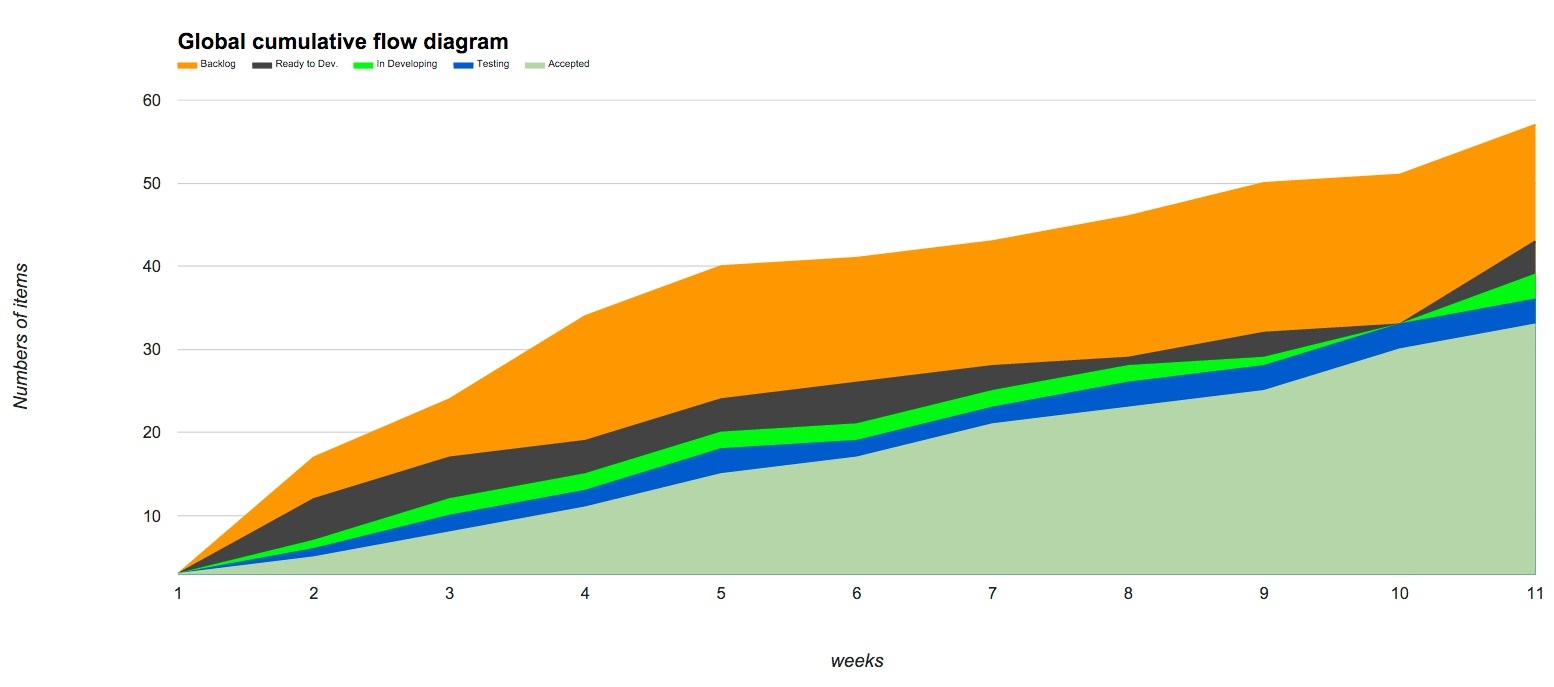 Global cumulative flow diagram
Backlog Ready to Dev. In Developing Testing Accepted
60
50
40
30
20
10
Numbers of items
1 2 3 4 5 6 7 8 9 10 11
weeks